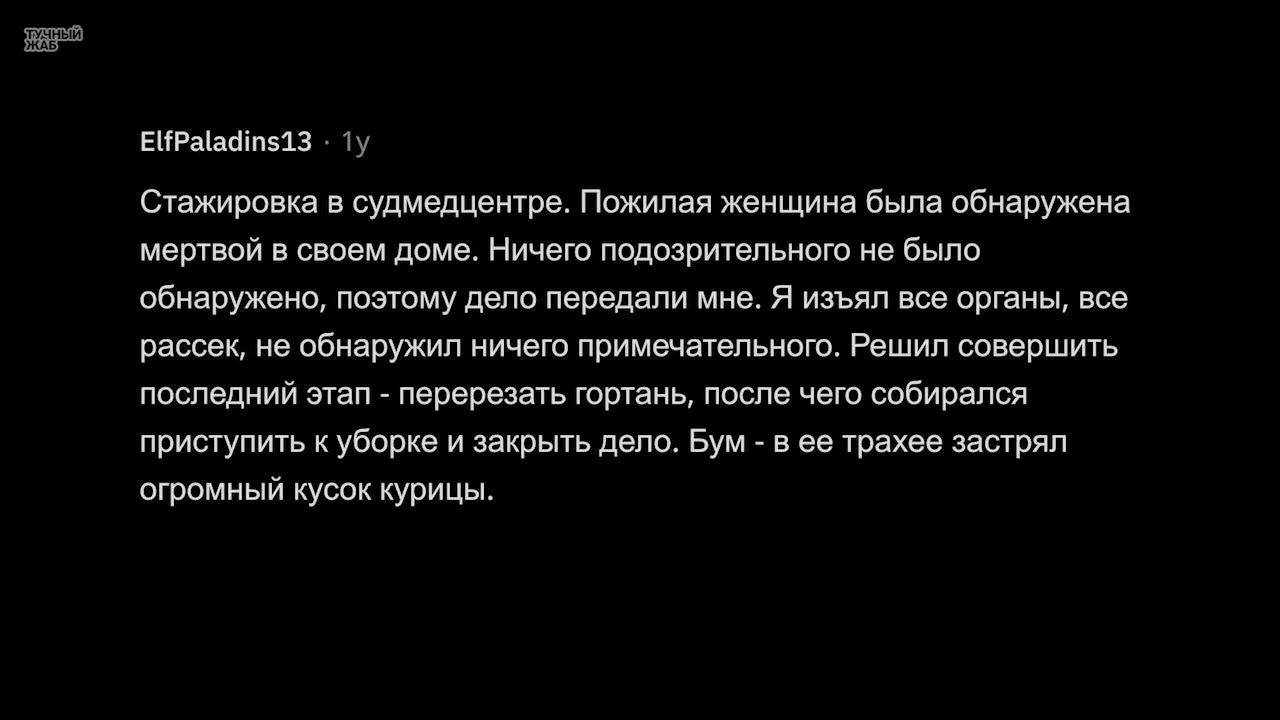 ТУЧНЫЙ
ЖАБ
ElfPaladins13 · 1y
Стажировка в судмедцентре. Пожилая женщина была обнаружена
мертвой в своем доме. Ничего подозрительного не было
обнаружено, поэтому дело передали мне. Я изъял все органы, все
рассек, не обнаружил ничего примечательного. Решил совершить
последний этап - перерезать гортань, после чего собирался
приступить к уборке и закрыть дело. Бум - в ее трахее застрял
огромный кусок курицы.